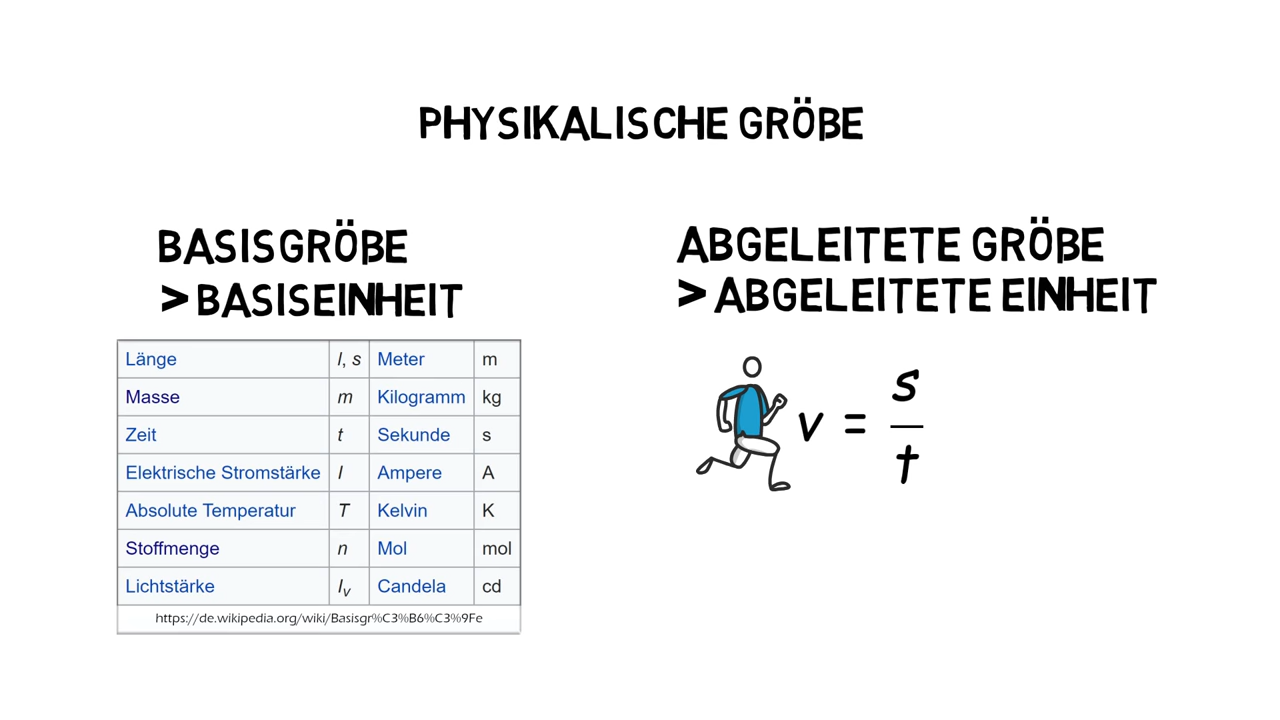 PHYSIKALISCHE GRÖßE
BASISGRÖßE
> BASISEINHEIT
Länge l, s Meter m
Masse m Kilogramm kg
Zeit t Sekunde s
Elektrische Stromstärke I Ampere A
Absolute Temperatur T Kelvin K
Stoffmenge n Mol mol
Lichtstärke Iv Candela cd
https://de.wikipedia.org/wiki/Basisgr%C3%B6%C3%9Fe
ABGELEITETE GRÖßE
> ABGELEITETE EINHEIT
v = s
t